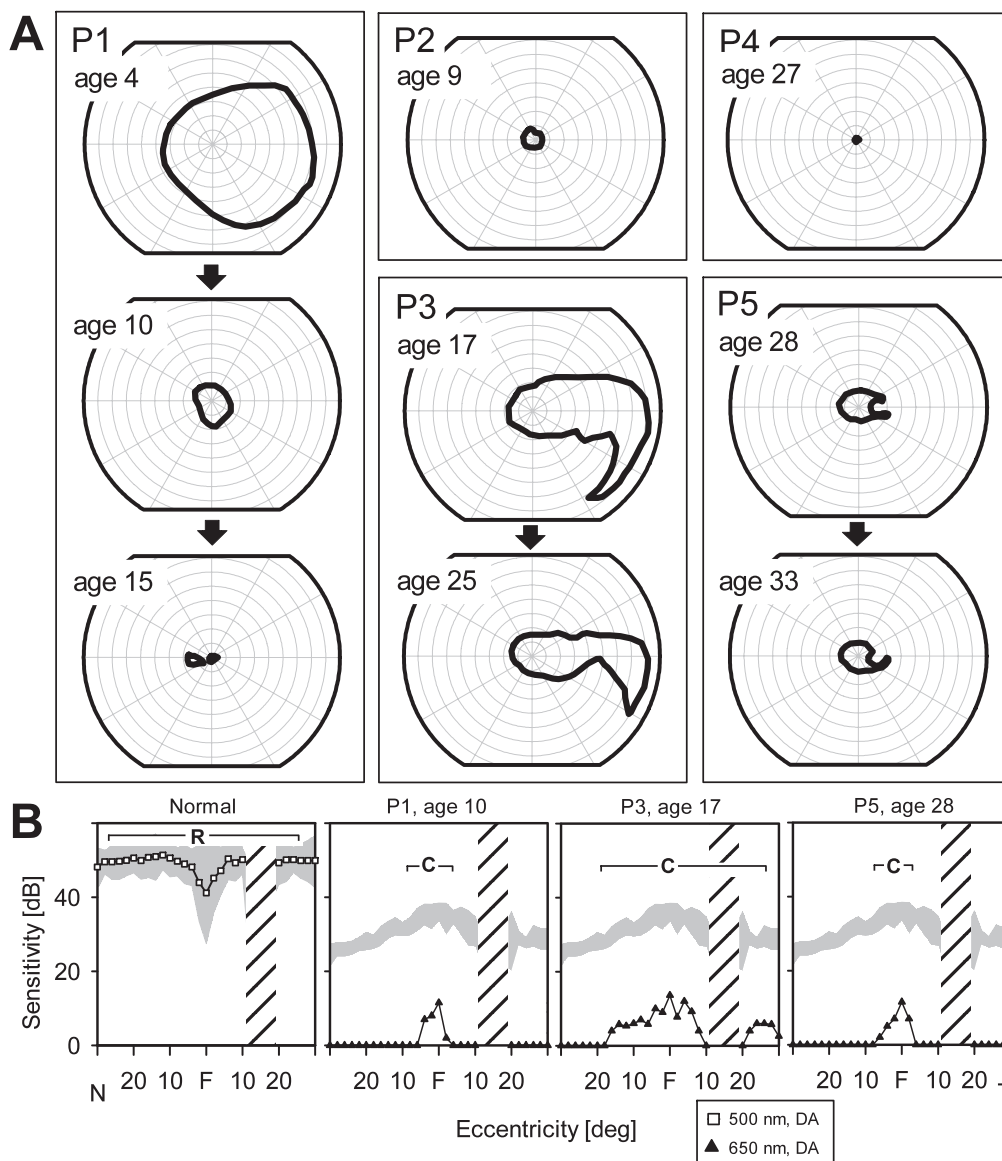 A
P1
age 4
age 10
age 15
P2
age 9
P3
age 17
age 25
P4
age 27
P5
age 28
age 33
B
Normal
P1, age 10
P3, age 17
P5, age 28
R
C
C
C
Sensitivity [dB]
40
20
0
N 20 10 F 10 20
20 10 F 10 20
20 10 F 10 20
20 10 F 10 20
Eccentricity [deg]
500 nm, DA
650 nm, DA